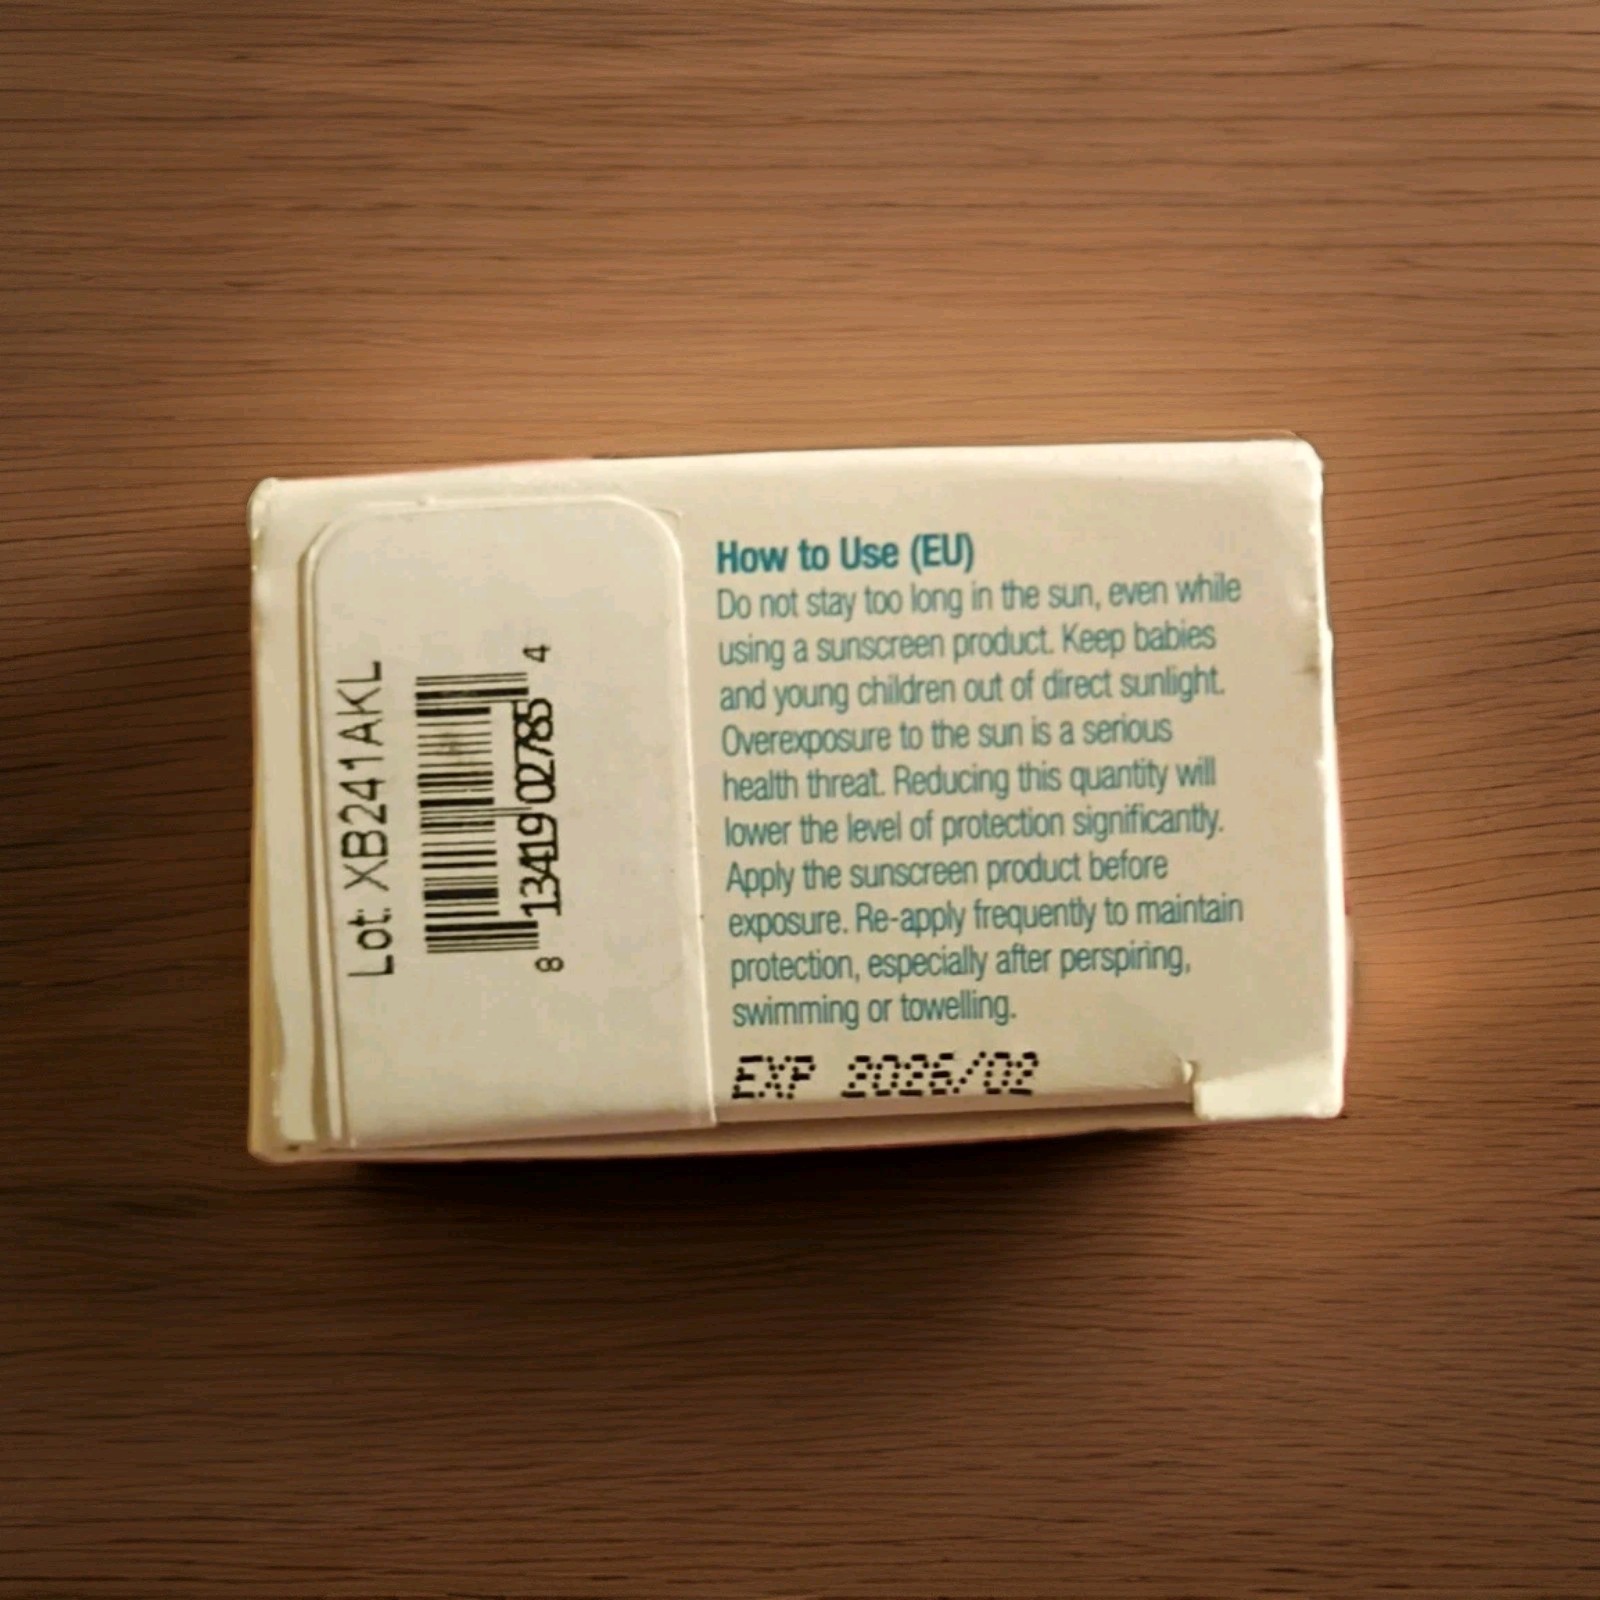 Lot: XB241AKL
8 13419 02785 4
How to Use (EU)
Do not stay too long in the sun, even while
using a sunscreen product. Keep babies
and young children out of direct sunlight.
Overexposure to the sun is a serious
health threat. Reducing this quantity will
lower the level of protection significantly.
Apply the sunscreen product before
exposure. Re-apply frequently to maintain
protection, especially after perspiring,
swimming or towelling.
EXP 2026/02